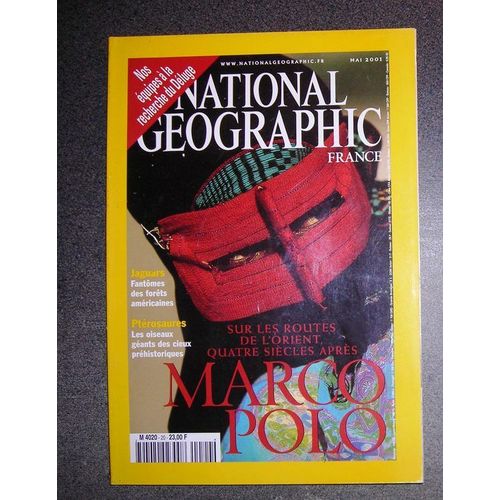 Nos
équipes à la
recherche du Déluge
WWW.NATIONALGEOGRAPHIC.FR
MAI 2001
NATIONAL
GEOGRAPHIC
FRANCE
Jaguars
Fantômes
des forêts
américaines
Ptérosaures
Les oiseaux
géants des cieux
préhistoriques
SUR LES ROUTES
DE L'ORIENT,
QUATRE SIÈCLES APRÈS
MARCO
POLO
M 4020 - 20 - 23,00 F